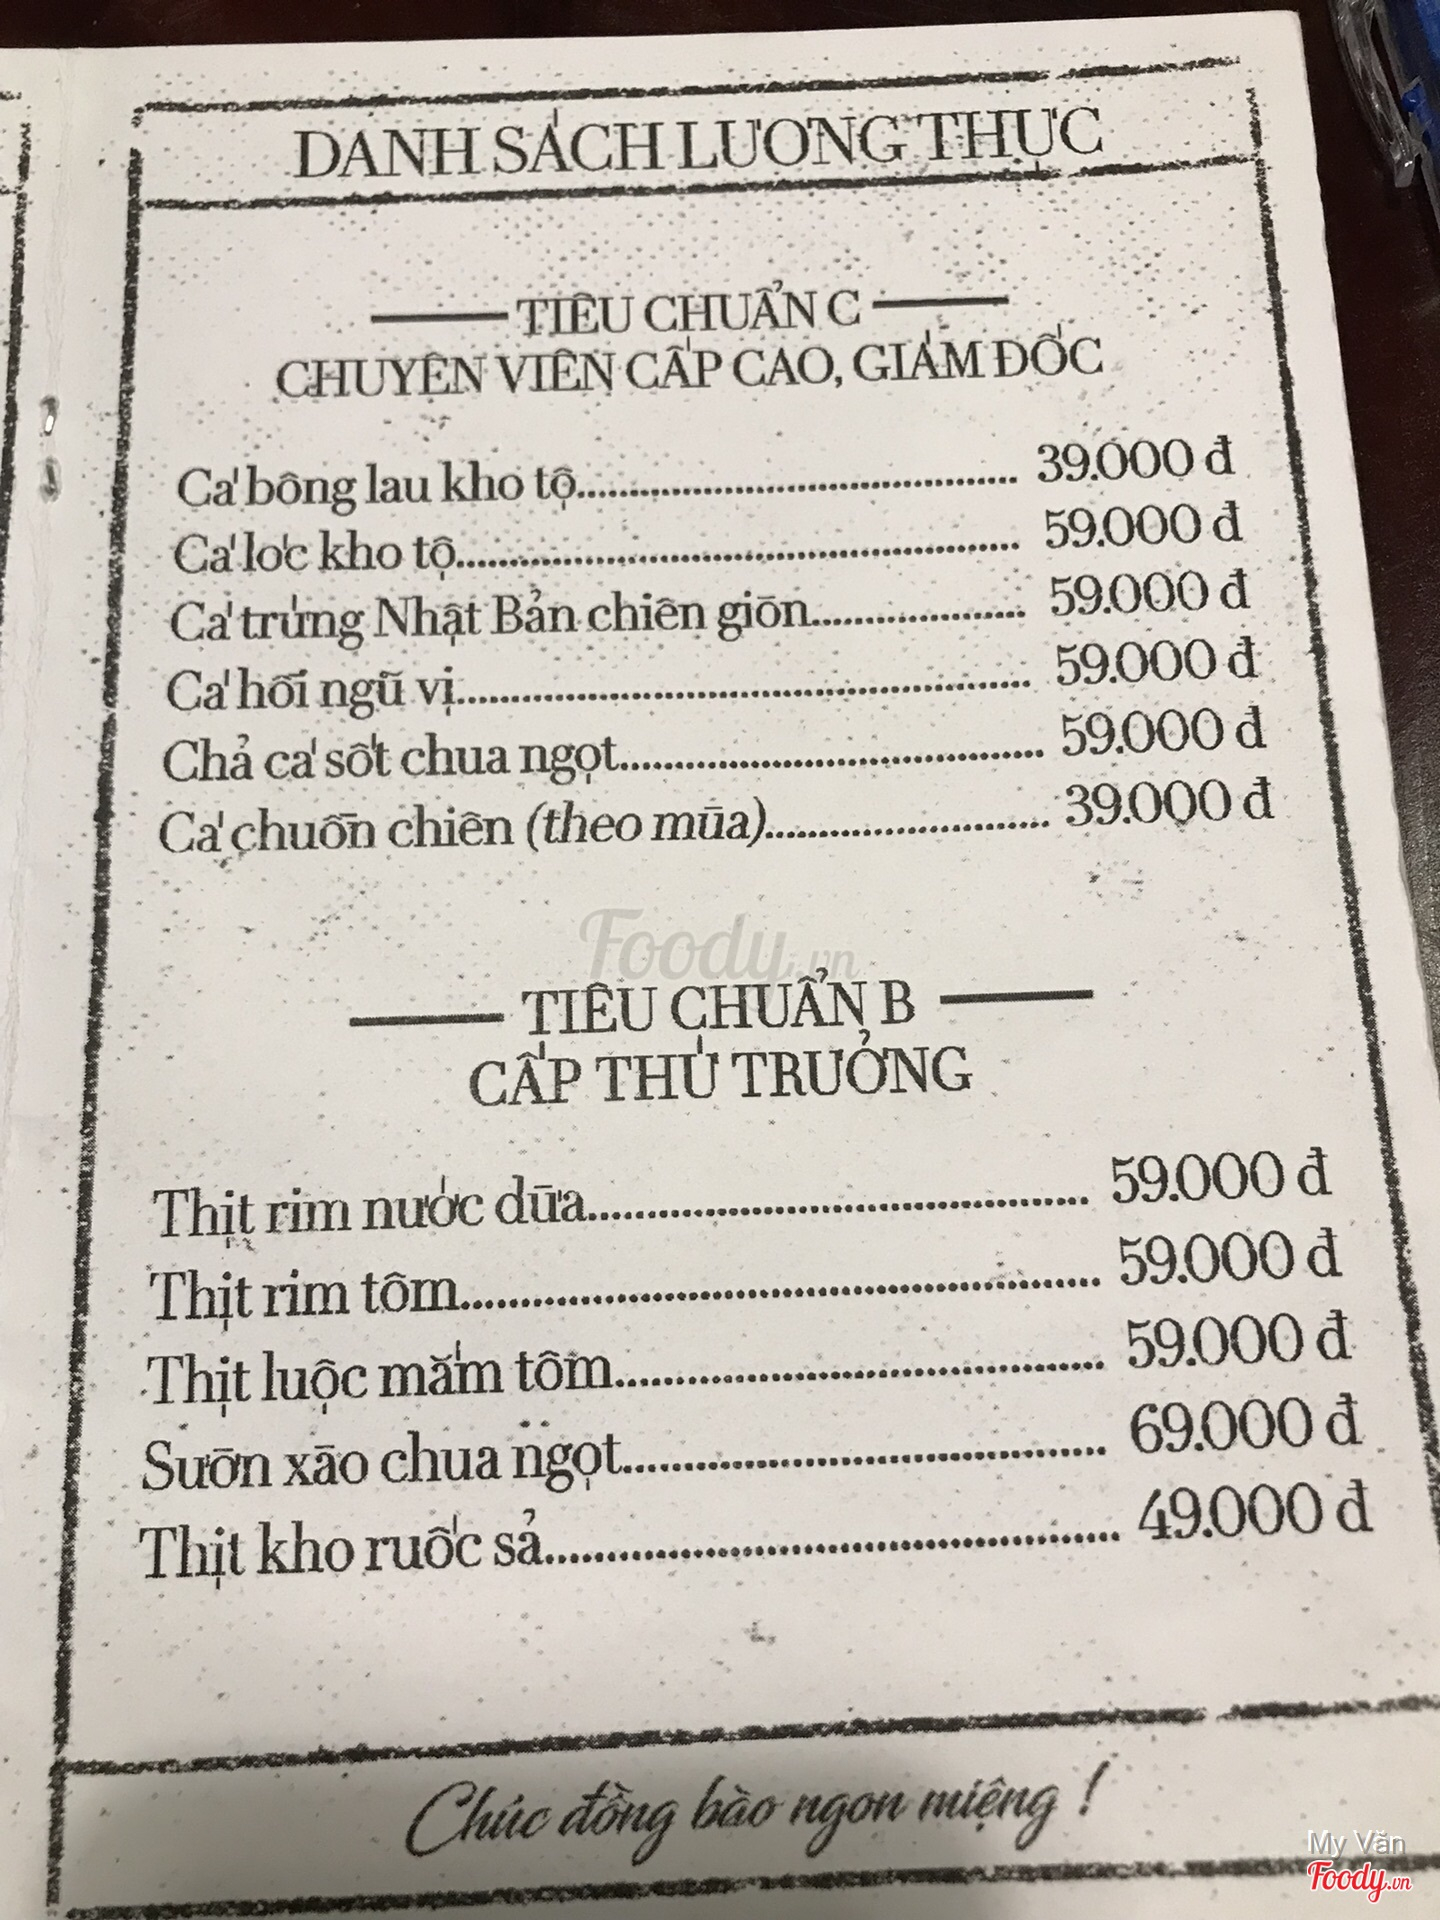 DANH SÁCH LƯƠNG THỰC
TIÊU CHUẨN C
CHUYÊN VIÊN CẤP CAO, GIÁM ĐỐC
Cá bông lau kho tộ........................................ 39.000 đ
Cá lóc kho tộ........................................ 59.000 đ
Cá trứng Nhật Bản chiên giòn.................... 59.000 đ
Cá hồi ngũ vị........................................ 59.000 đ
Chả cá sốt chua ngọt........................................ 59.000 đ
Cá chuồn chiên (theo mùa)......................... 39.000 đ
Foody.vn
TIÊU CHUẨN B
CẤP THỨ TRƯỞNG
Thịt rim nước dừa........................................ 59.000 đ
Thịt rim tôm........................................ 59.000 đ
Thịt luộc mắm tôm........................................ 59.000 đ
Sườn xào chua ngọt........................................ 69.000 đ
Thịt kho ruốc sả........................................ 49.000 đ
Chúc đồng bào ngon miệng !
My Văn
Foody.vn